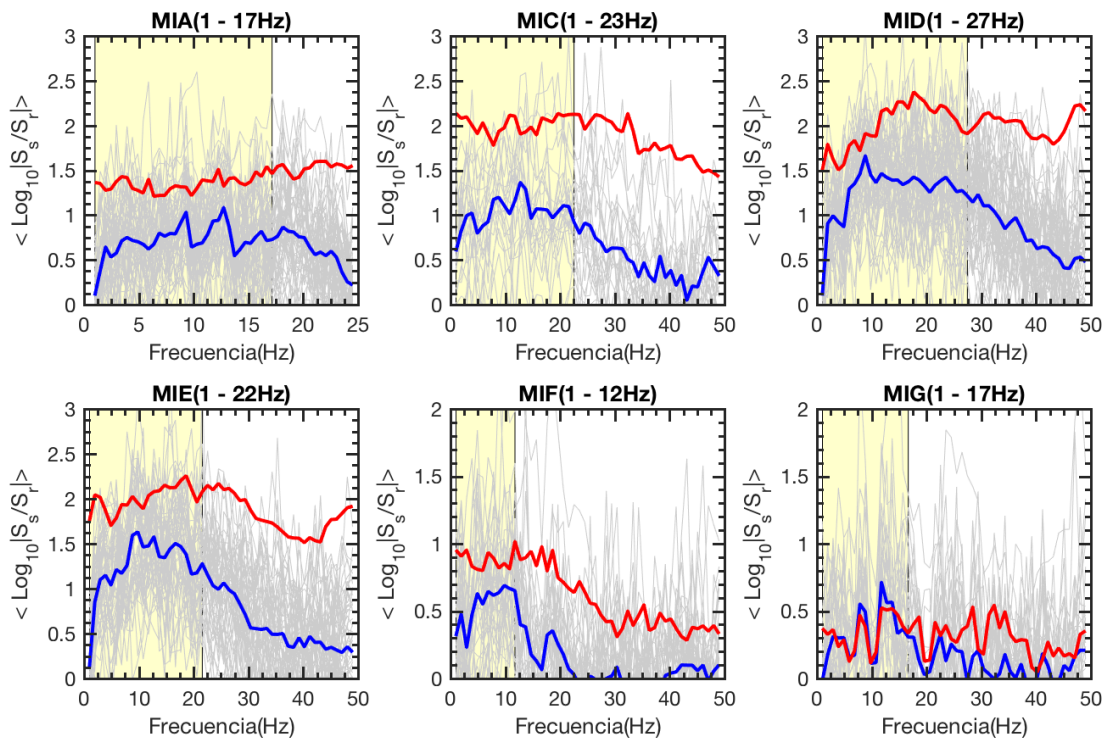 MIA(1 - 17Hz)
< Log10|Ss/Sr|>
3
2.5
2
1.5
1
0.5
0
0 5 10 15 20 25
Frecuencia(Hz)
MIC(1 - 23Hz)
< Log10|Ss/Sr|>
3
2.5
2
1.5
1
0.5
0
0 10 20 30 40 50
Frecuencia(Hz)
MID(1 - 27Hz)
< Log10|Ss/Sr|>
3
2.5
2
1.5
1
0.5
0
0 10 20 30 40 50
Frecuencia(Hz)
MIE(1 - 22Hz)
< Log10|Ss/Sr|>
3
2.5
2
1.5
1
0.5
0
0 10 20 30 40 50
Frecuencia(Hz)
MIF(1 - 12Hz)
< Log10|Ss/Sr|>
2
1.5
1
0.5
0
0 10 20 30 40 50
Frecuencia(Hz)
MIG(1 - 17Hz)
< Log10|Ss/Sr|>
2
1.5
1
0.5
0
0 10 20 30 40 50
Frecuencia(Hz)